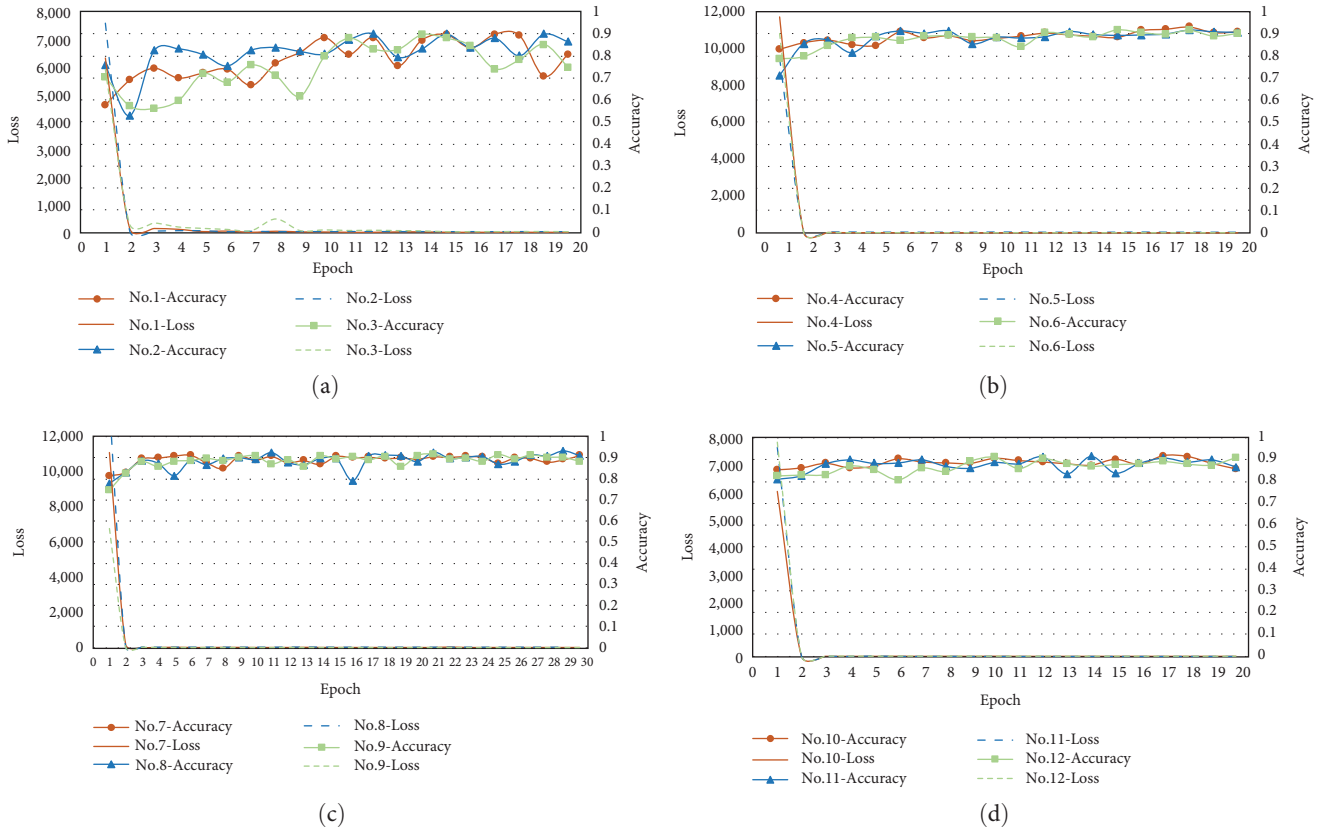 8,000
7,000
6,000
5,000
4,000
3,000
2,000
1,000
0
Loss
1
0.9
0.8
0.7
0.6
0.5
0.4
0.3
0.2
0.1
0
Accuracy
0 1 2 3 4 5 6 7 8 9 10 11 12 13 14 15 16 17 18 19 20
Epoch
No.1-Accuracy
No.1-Loss
No.2-Accuracy
No.2-Loss
No.3-Accuracy
No.3-Loss
(a)
12,000
10,000
8,000
6,000
4,000
2,000
0
Loss
1
0.9
0.8
0.7
0.6
0.5
0.4
0.3
0.2
0.1
0
Accuracy
0 1 2 3 4 5 6 7 8 9 10 11 12 13 14 15 16 17 18 19 20
Epoch
No.4-Accuracy
No.4-Loss
No.5-Accuracy
No.5-Loss
No.6-Accuracy
No.6-Loss
(b)
12,000
10,000
8,000
6,000
4,000
2,000
0
Loss
1
0.9
0.8
0.7
0.6
0.5
0.4
0.3
0.2
0.1
0
Accuracy
0 1 2 3 4 5 6 7 8 9 10 11 12 13 14 15 16 17 18 19 20 21 22 23 24 25 26 27 28 29 30
Epoch
No.7-Accuracy
No.7-Loss
No.8-Accuracy
No.8-Loss
No.9-Accuracy
No.9-Loss
(c)
8,000
7,000
6,000
5,000
4,000
3,000
2,000
1,000
0
Loss
1
0.9
0.8
0.7
0.6
0.5
0.4
0.3
0.2
0.1
0
Accuracy
0 1 2 3 4 5 6 7 8 9 10 11 12 13 14 15 16 17 18 19 20
Epoch
No.10-Accuracy
No.10-Loss
No.11-Accuracy
No.11-Loss
No.12-Accuracy
No.12-Loss
(d)